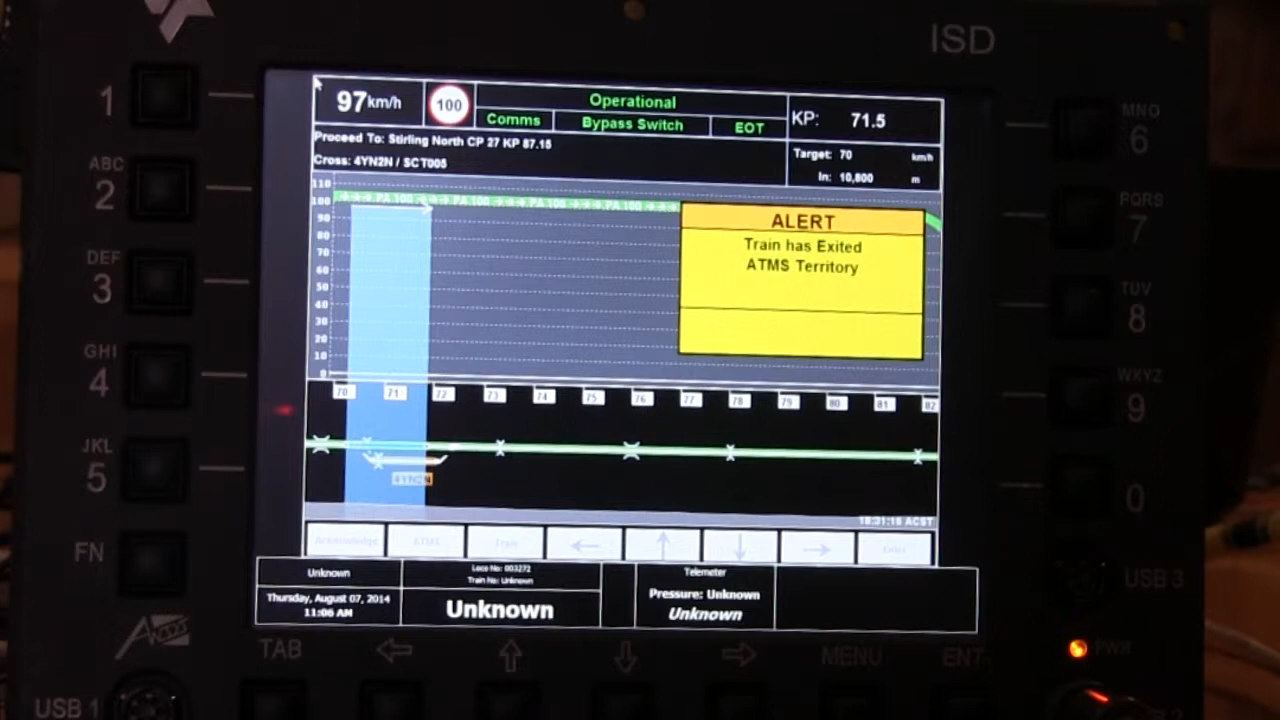 ISD
1
ABC
2
DEF
3
GHI
4
JKL
5
FN
MNO
6
PQRS
7
TUV
8
WXYZ
9
0
97 km/h
100
Operational
Comms
Bypass Switch
EOT
KP: 71.5
Proceed To: Stirling North CP 27 KP 87.15
Cross: 4YN2N / SCT005
Target: 70 km/h
In: 10,800 m
110
100
90
80
70
60
50
40
30
20
10
0
PA 100 PA 100 PA 100 PA 100
ALERT
Train has Exited
ATMS Territory
70 71 72 73 74 75 76 77 78 79 80 81 82
4YN2N
18:31:16 ACST
Acknowledge ATMS Train
Unknown
Thursday, August 07, 2014
11:06 AM
Loco No: 003272
Train No: Unknown
Unknown
Telemeter
Pressure: Unknown
Unknown
TAB
MENU
ENT
PWR
USB 3
USB 1